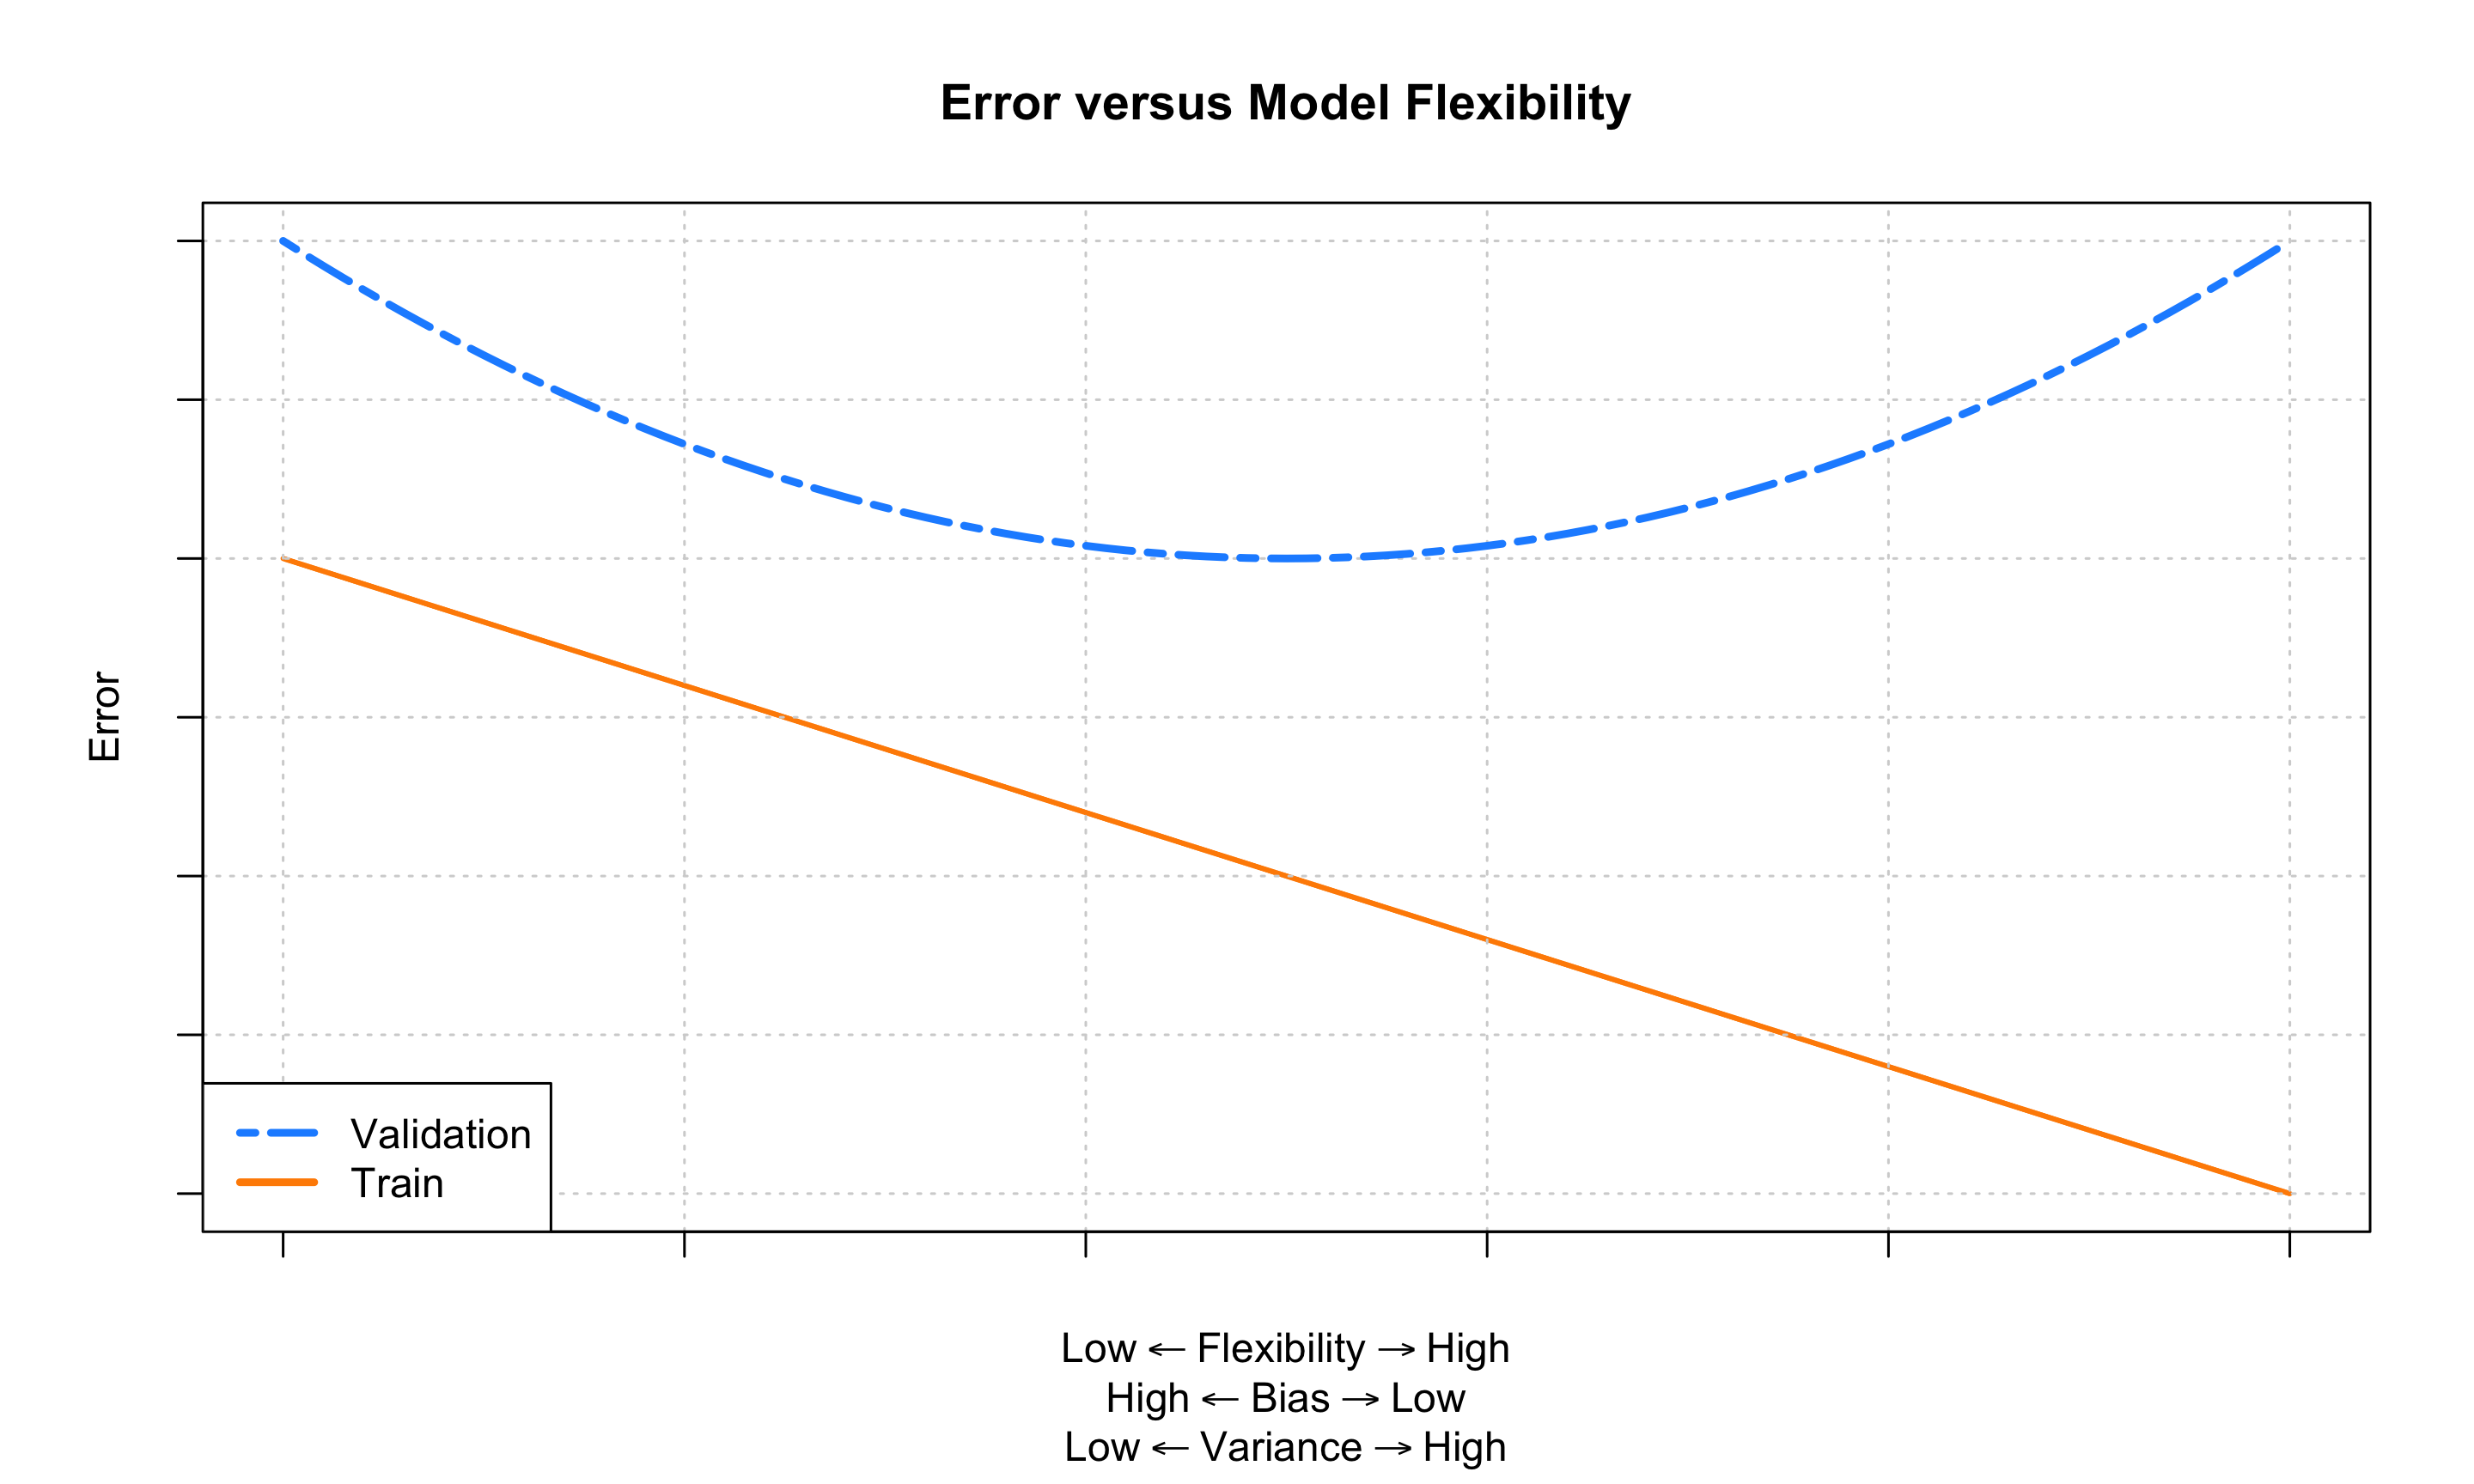 Error versus Model Flexibility
Error
Validation
Train
Low ← Flexibility → High
High ← Bias → Low
Low ← Variance → High